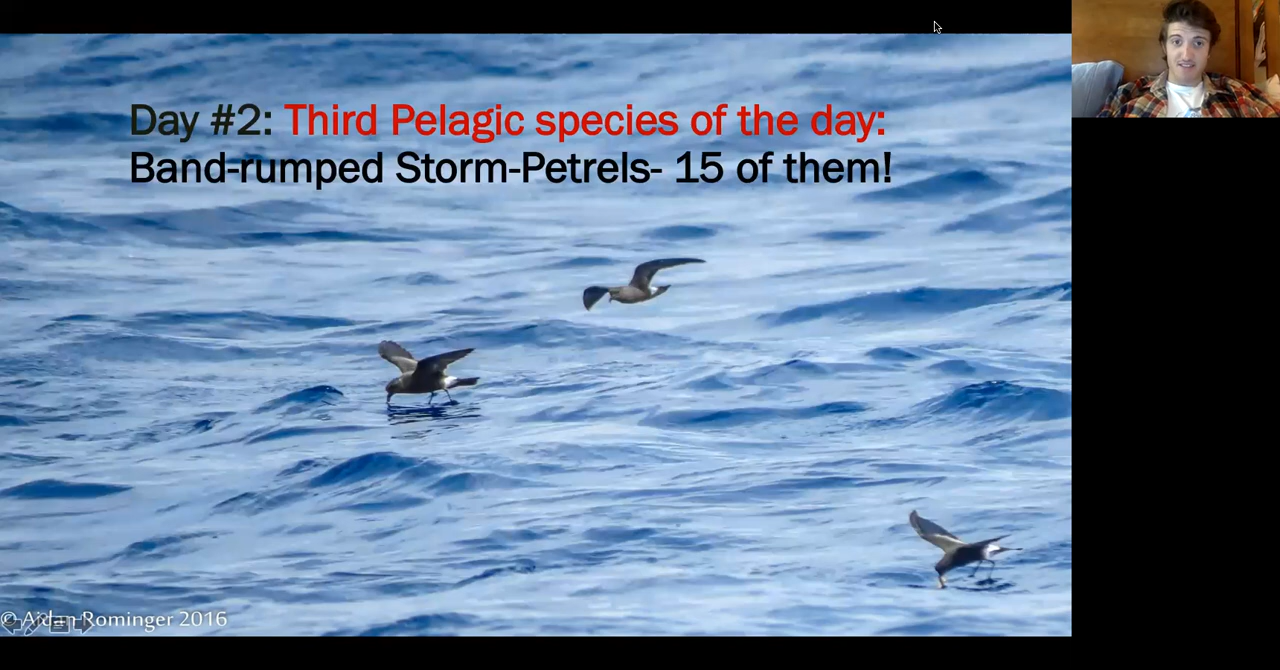 Day #2: Third Pelagic species of the day:
Band-rumped Storm-Petrels- 15 of them!
© Aidan Rominger 2016